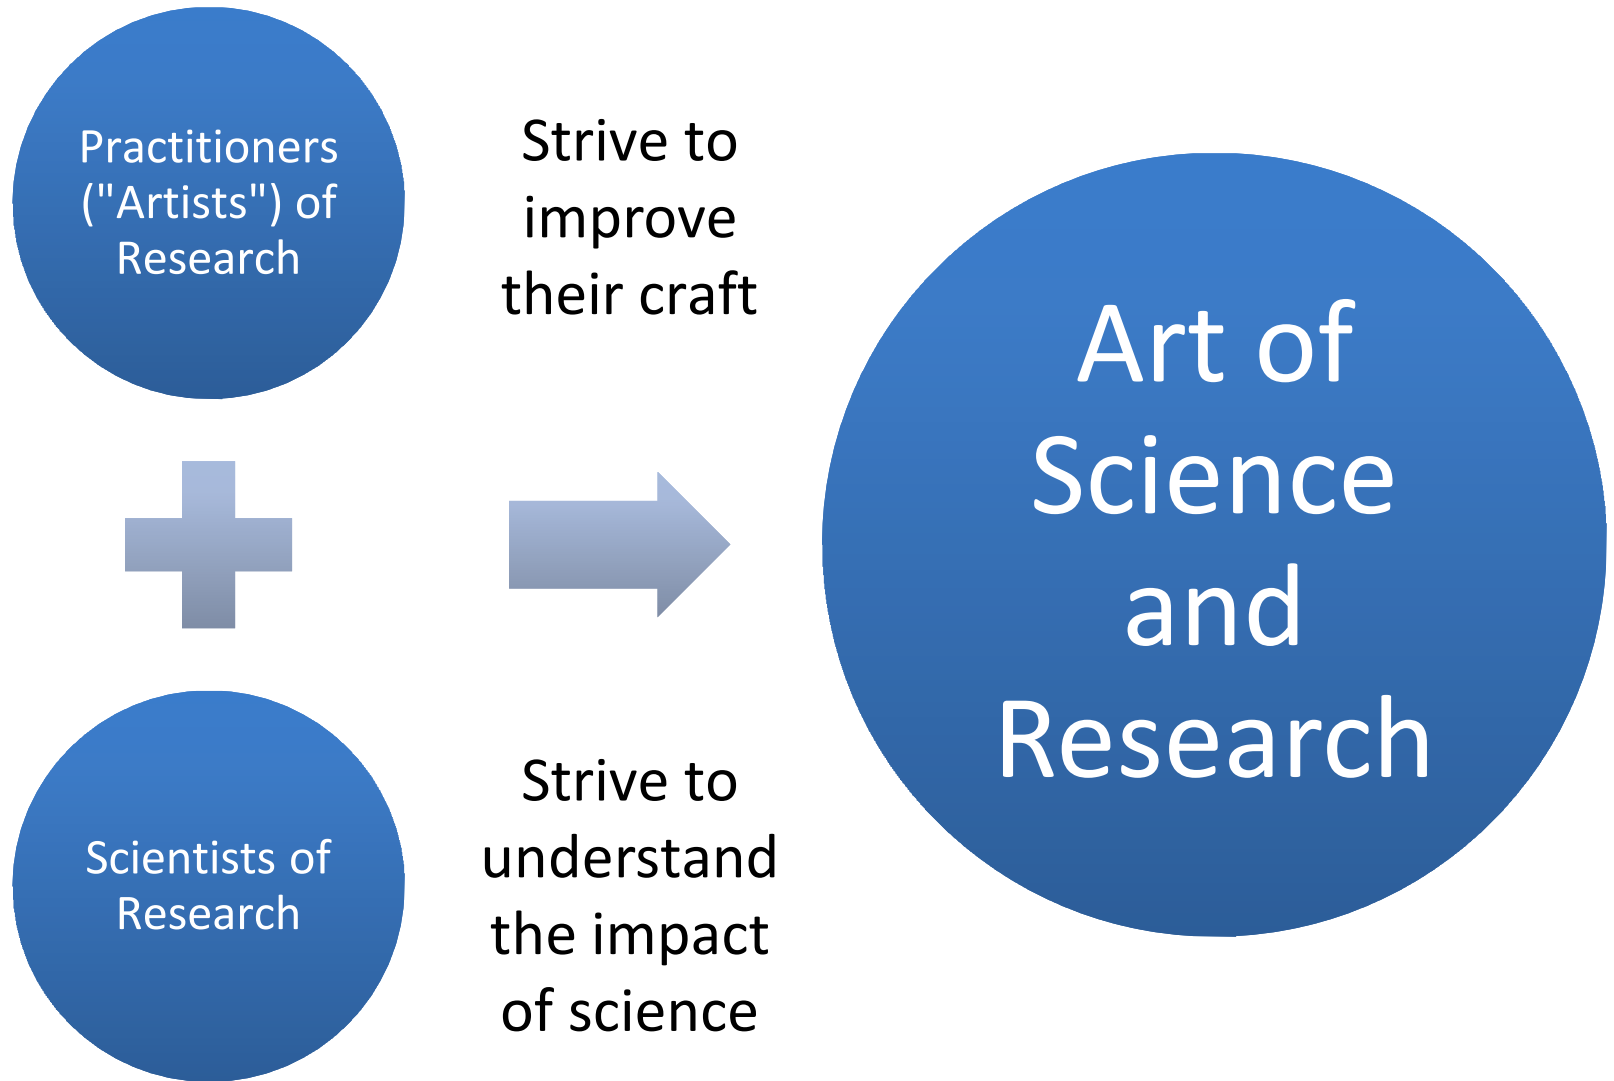 Practitioners
("Artists") of
Research
Strive to
improve
their craft
Scientists of
Research
Strive to
understand
the impact
of science
Art of
Science
and
Research